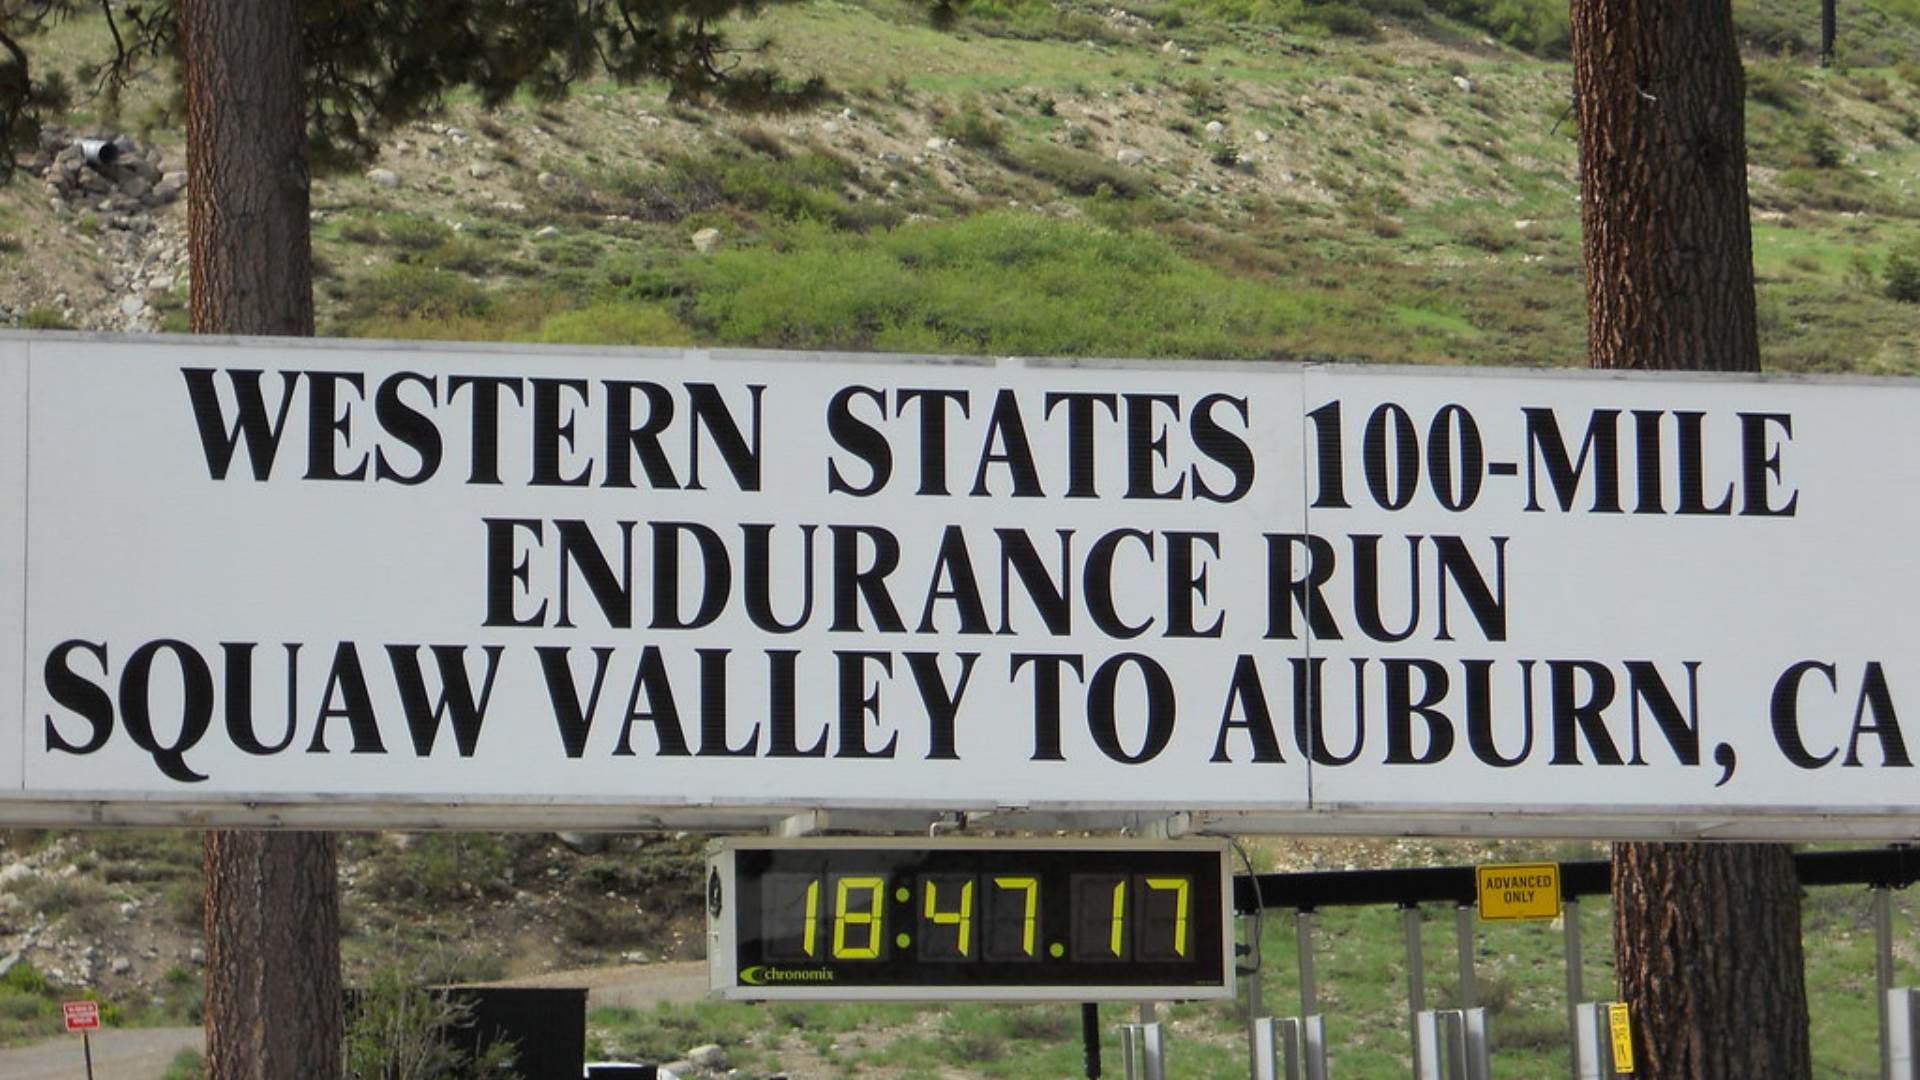 WESTERN STATES 100-MILE
ENDURANCE RUN
SQUAW VALLEY TO AUBURN, CA
18:47.17
chronomix
ADVANCED
ONLY